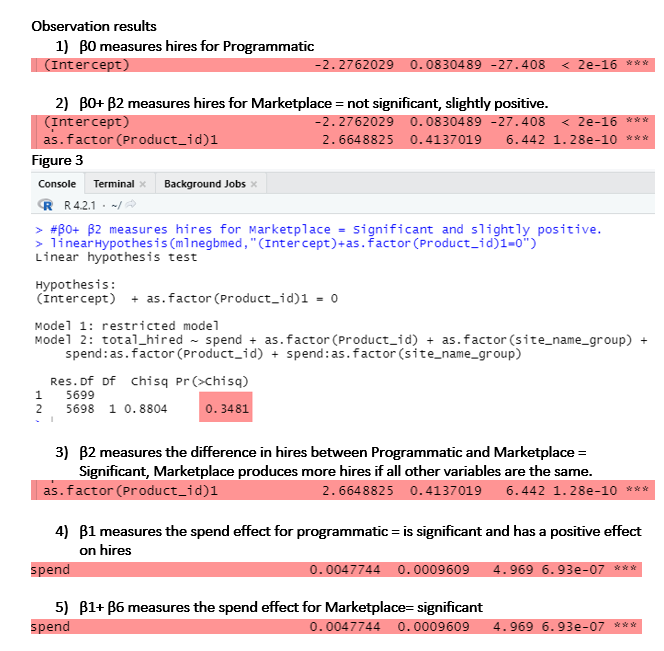 Observation results
1) β0 measures hires for Programmatic
(Intercept) -2.2762029 0.0830489 -27.408 < 2e-16 ***
2) β0+ β2 measures hires for Marketplace = not significant, slightly positive.
(Intercept) -2.2762029 0.0830489 -27.408 < 2e-16 ***
as.factor(Product_id)1 2.6648825 0.4137019 6.442 1.28e-10 ***
Figure 3
Console Terminal × Background Jobs ×
R R 4.2.1 · ~/
> #β0+ β2 measures hires for Marketplace = Significant and slightly positive.
> linearHypothesis(mlnegbmed,"(Intercept)+as.factor(Product_id)1=0")
Linear hypothesis test
Hypothesis:
(Intercept) + as.factor(Product_id)1 = 0
Model 1: restricted model
Model 2: total_hired ~ spend + as.factor(Product_id) + as.factor(site_name_group) +
spend:as.factor(Product_id) + spend:as.factor(site_name_group)
Res.Df Df Chisq Pr(>Chisq)
1 5699
2 5698 1 0.8804 0.3481
3) β2 measures the difference in hires between Programmatic and Marketplace =
Significant, Marketplace produces more hires if all other variables are the same.
as.factor(Product_id)1 2.6648825 0.4137019 6.442 1.28e-10 ***
4) β1 measures the spend effect for programmatic = is significant and has a positive effect
on hires
spend 0.0047744 0.0009609 4.969 6.93e-07 ***
5) β1+ β6 measures the spend effect for Marketplace= significant
spend 0.0047744 0.0009609 4.969 6.93e-07 ***